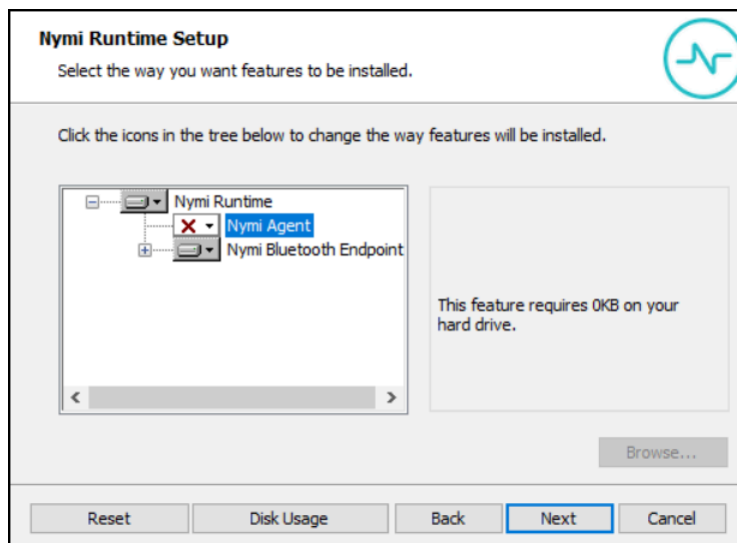 Nymi Runtime Setup
Select the way you want features to be installed.
Click the icons in the tree below to change the way features will be installed.
Nymi Runtime
Nymi Agent
Nymi Bluetooth Endpoint
This feature requires 0KB on your
hard drive.
Browse...
Reset
Disk Usage
Back
Next
Cancel